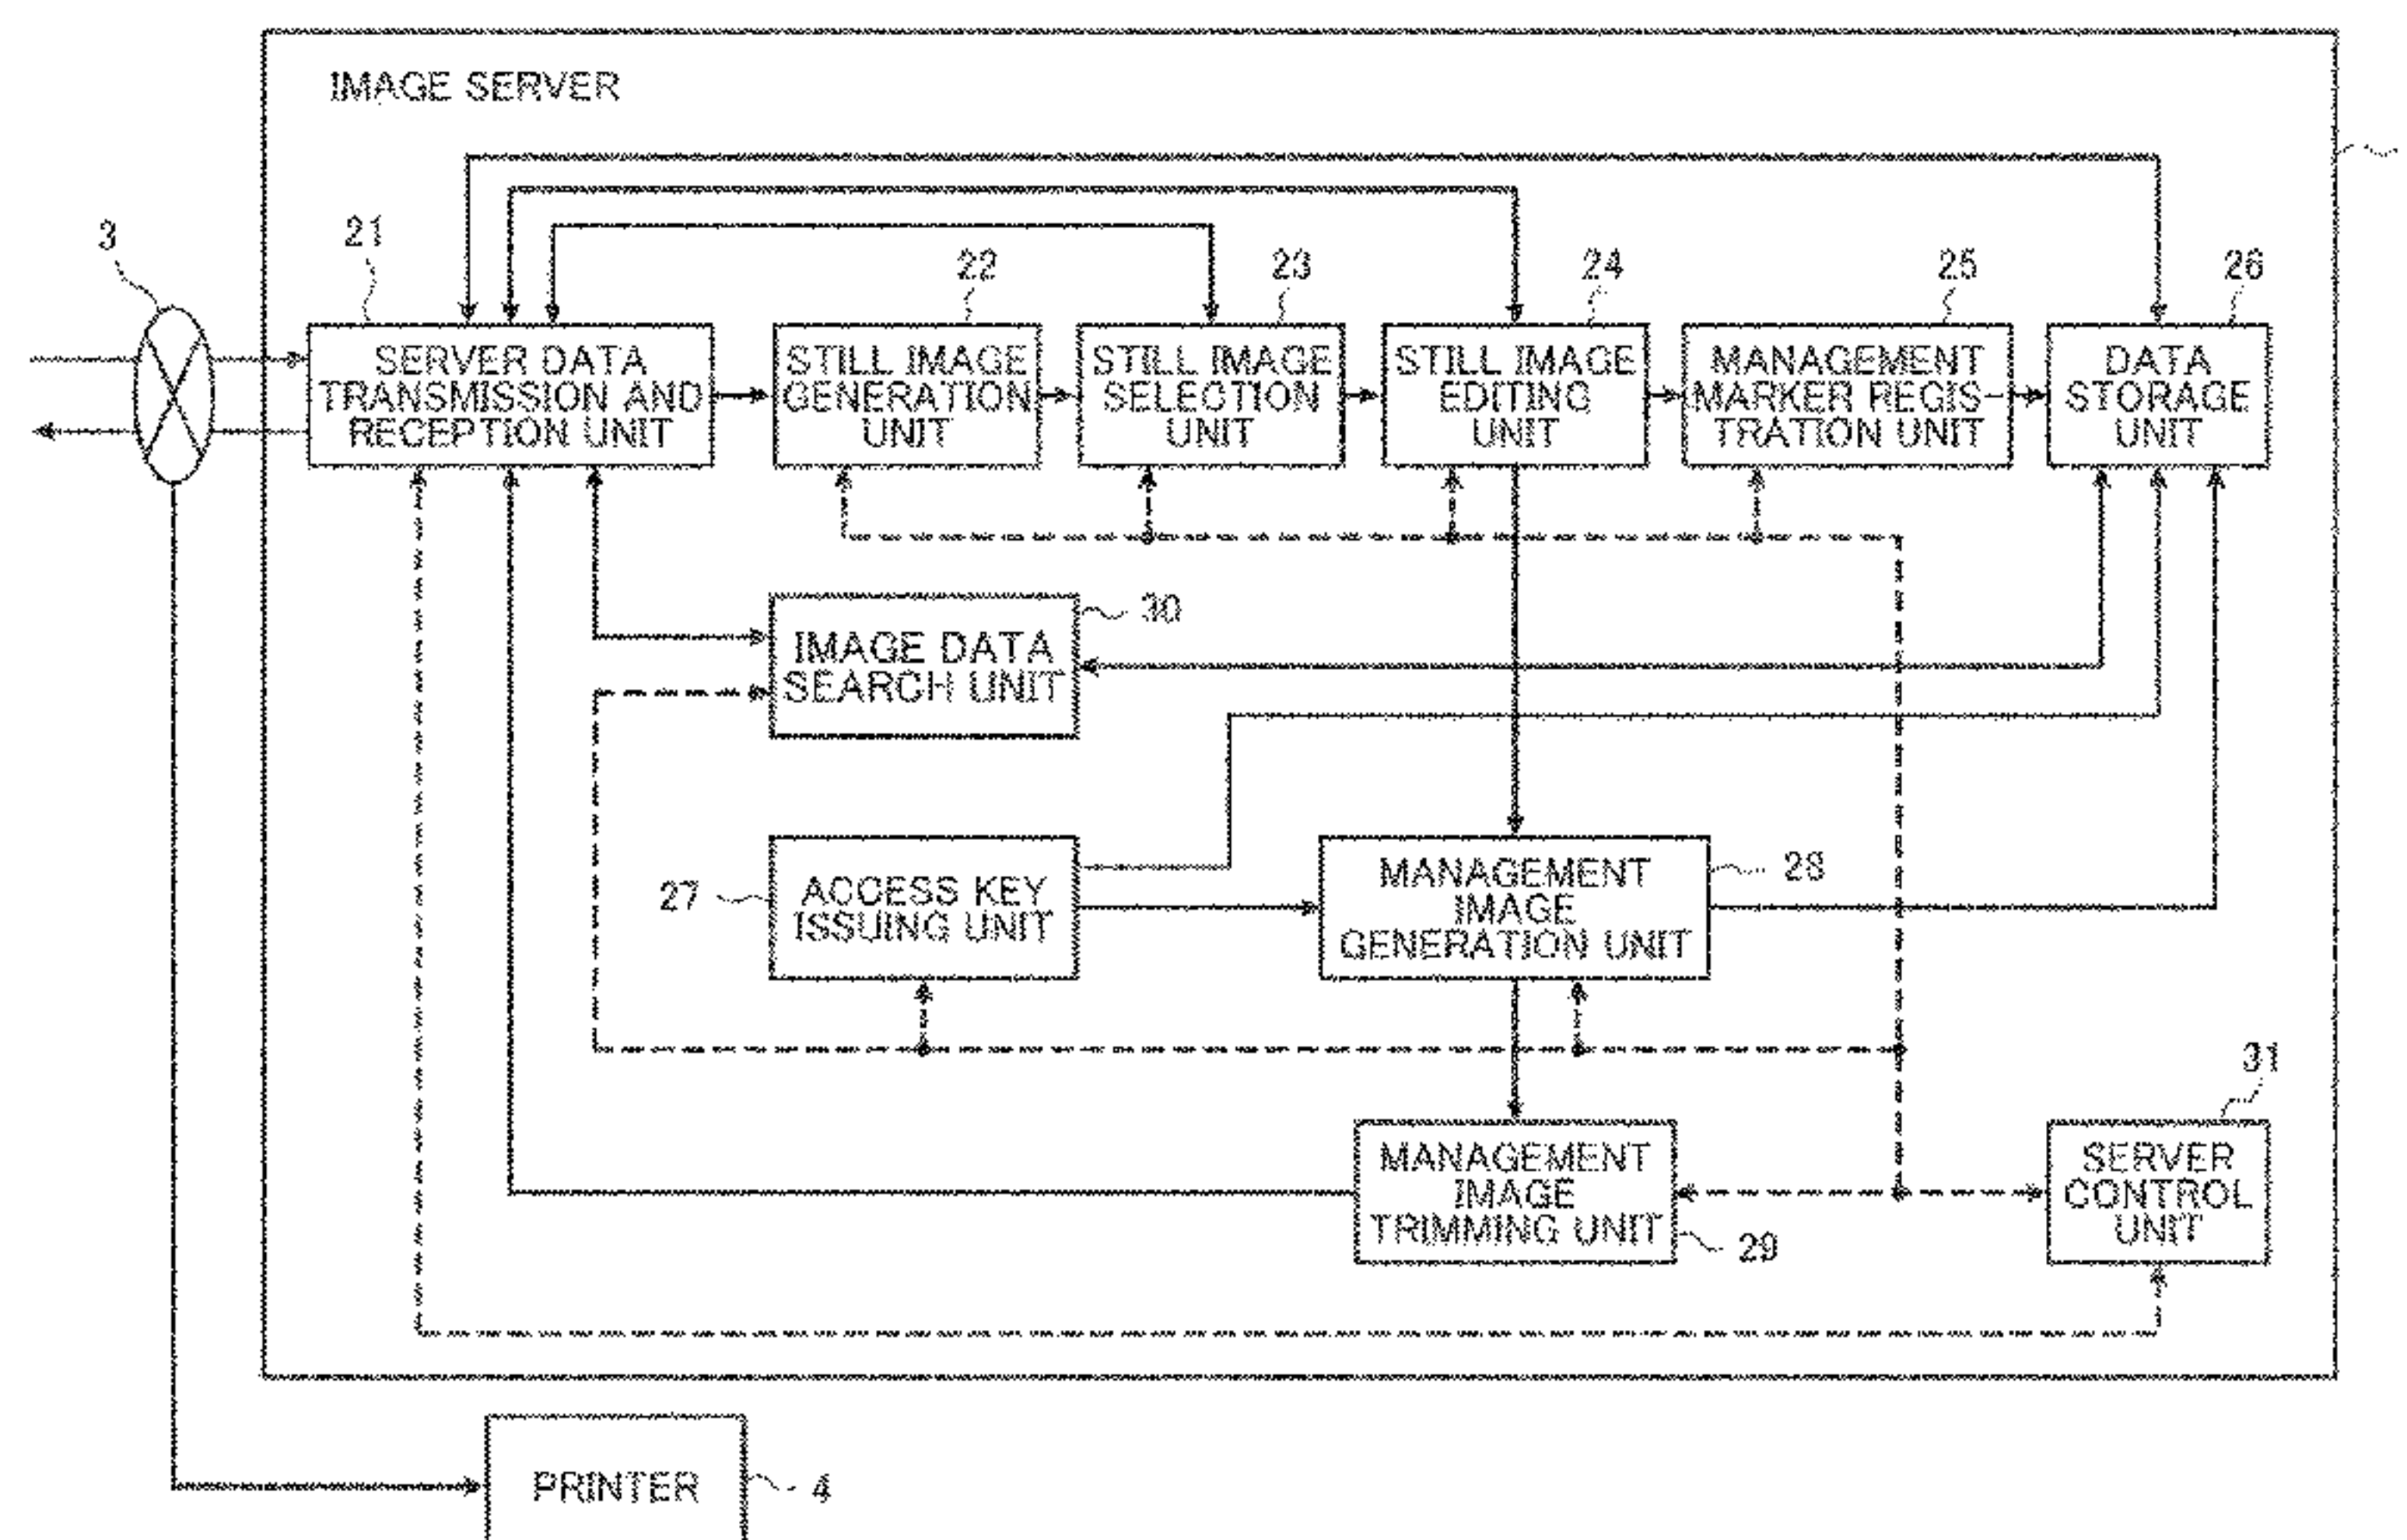 IMAGE SERVER
3
21
22
23
24
25
26
SERVER DATA
TRANSMISSION AND
RECEPTION UNIT
STILL IMAGE
GENERATION
UNIT
STILL IMAGE
SELECTION
UNIT
STILL IMAGE
EDITING
UNIT
MANAGEMENT
MARKER REGIS-
TRATION UNIT
DATA
STORAGE
UNIT
30
IMAGE DATA
SEARCH UNIT
27
ACCESS KEY
ISSUING UNIT
MANAGEMENT
IMAGE
GENERATION UNIT
28
31
MANAGEMENT
IMAGE
TRIMMING UNIT
29
SERVER
CONTROL
UNIT
PRINTER
4